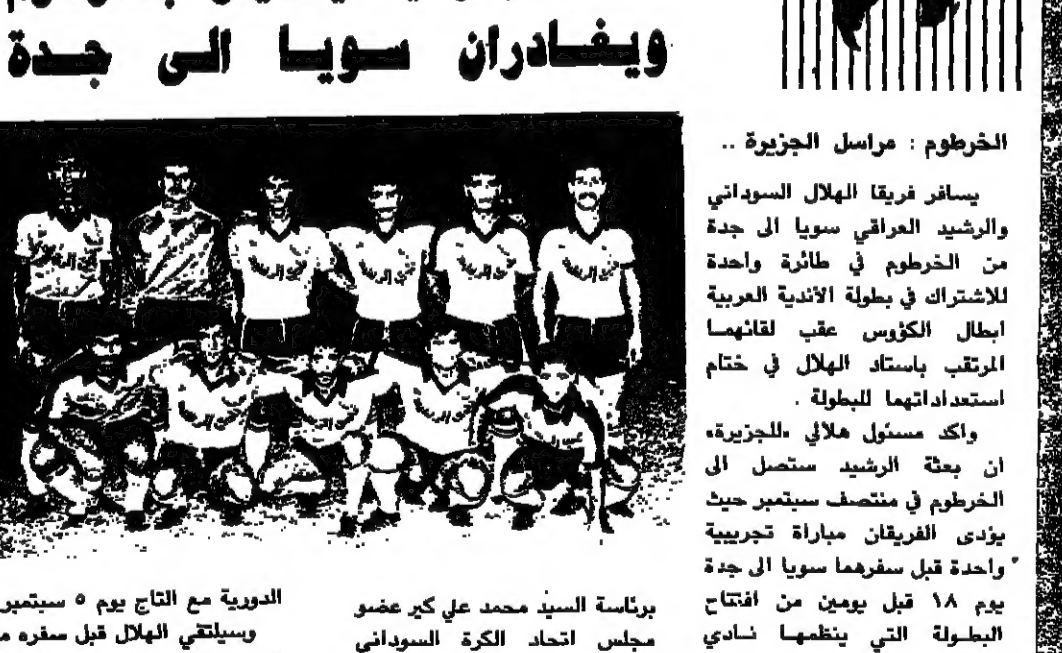 ويغادران سويا الى جدة
الخرطوم : مراسل الجزيرة ..
يسافر فريقا الهلال السوداني
والرشيد العراقي سويا الى جدة
من الخرطوم في طائرة واحدة
للاشتراك في بطولة الأندية العربية
ابطال الكؤوس عقب لقائهما
المرتقب باستاد الهلال في ختام
استعداداتهما للبطولة .
واكد مسئول هلالي «للجزيرة»
ان بعثة الرشيد ستصل الى
الخرطوم في منتصف سبتمبر حيث
يؤدى الفريقان مباراة تجريبية
واحدة قبل سفرهما سويا الى جدة
يوم ١٨ قبل يومين من افتتاح
البطولة التي ينظمها نادي
برئاسة السيد محمد علي كير عضو
مجلس اتحاد الكرة السودانى
الدورية مع التاج يوم ٥ سبتمبر
وسيلتقي الهلال قبل سفره